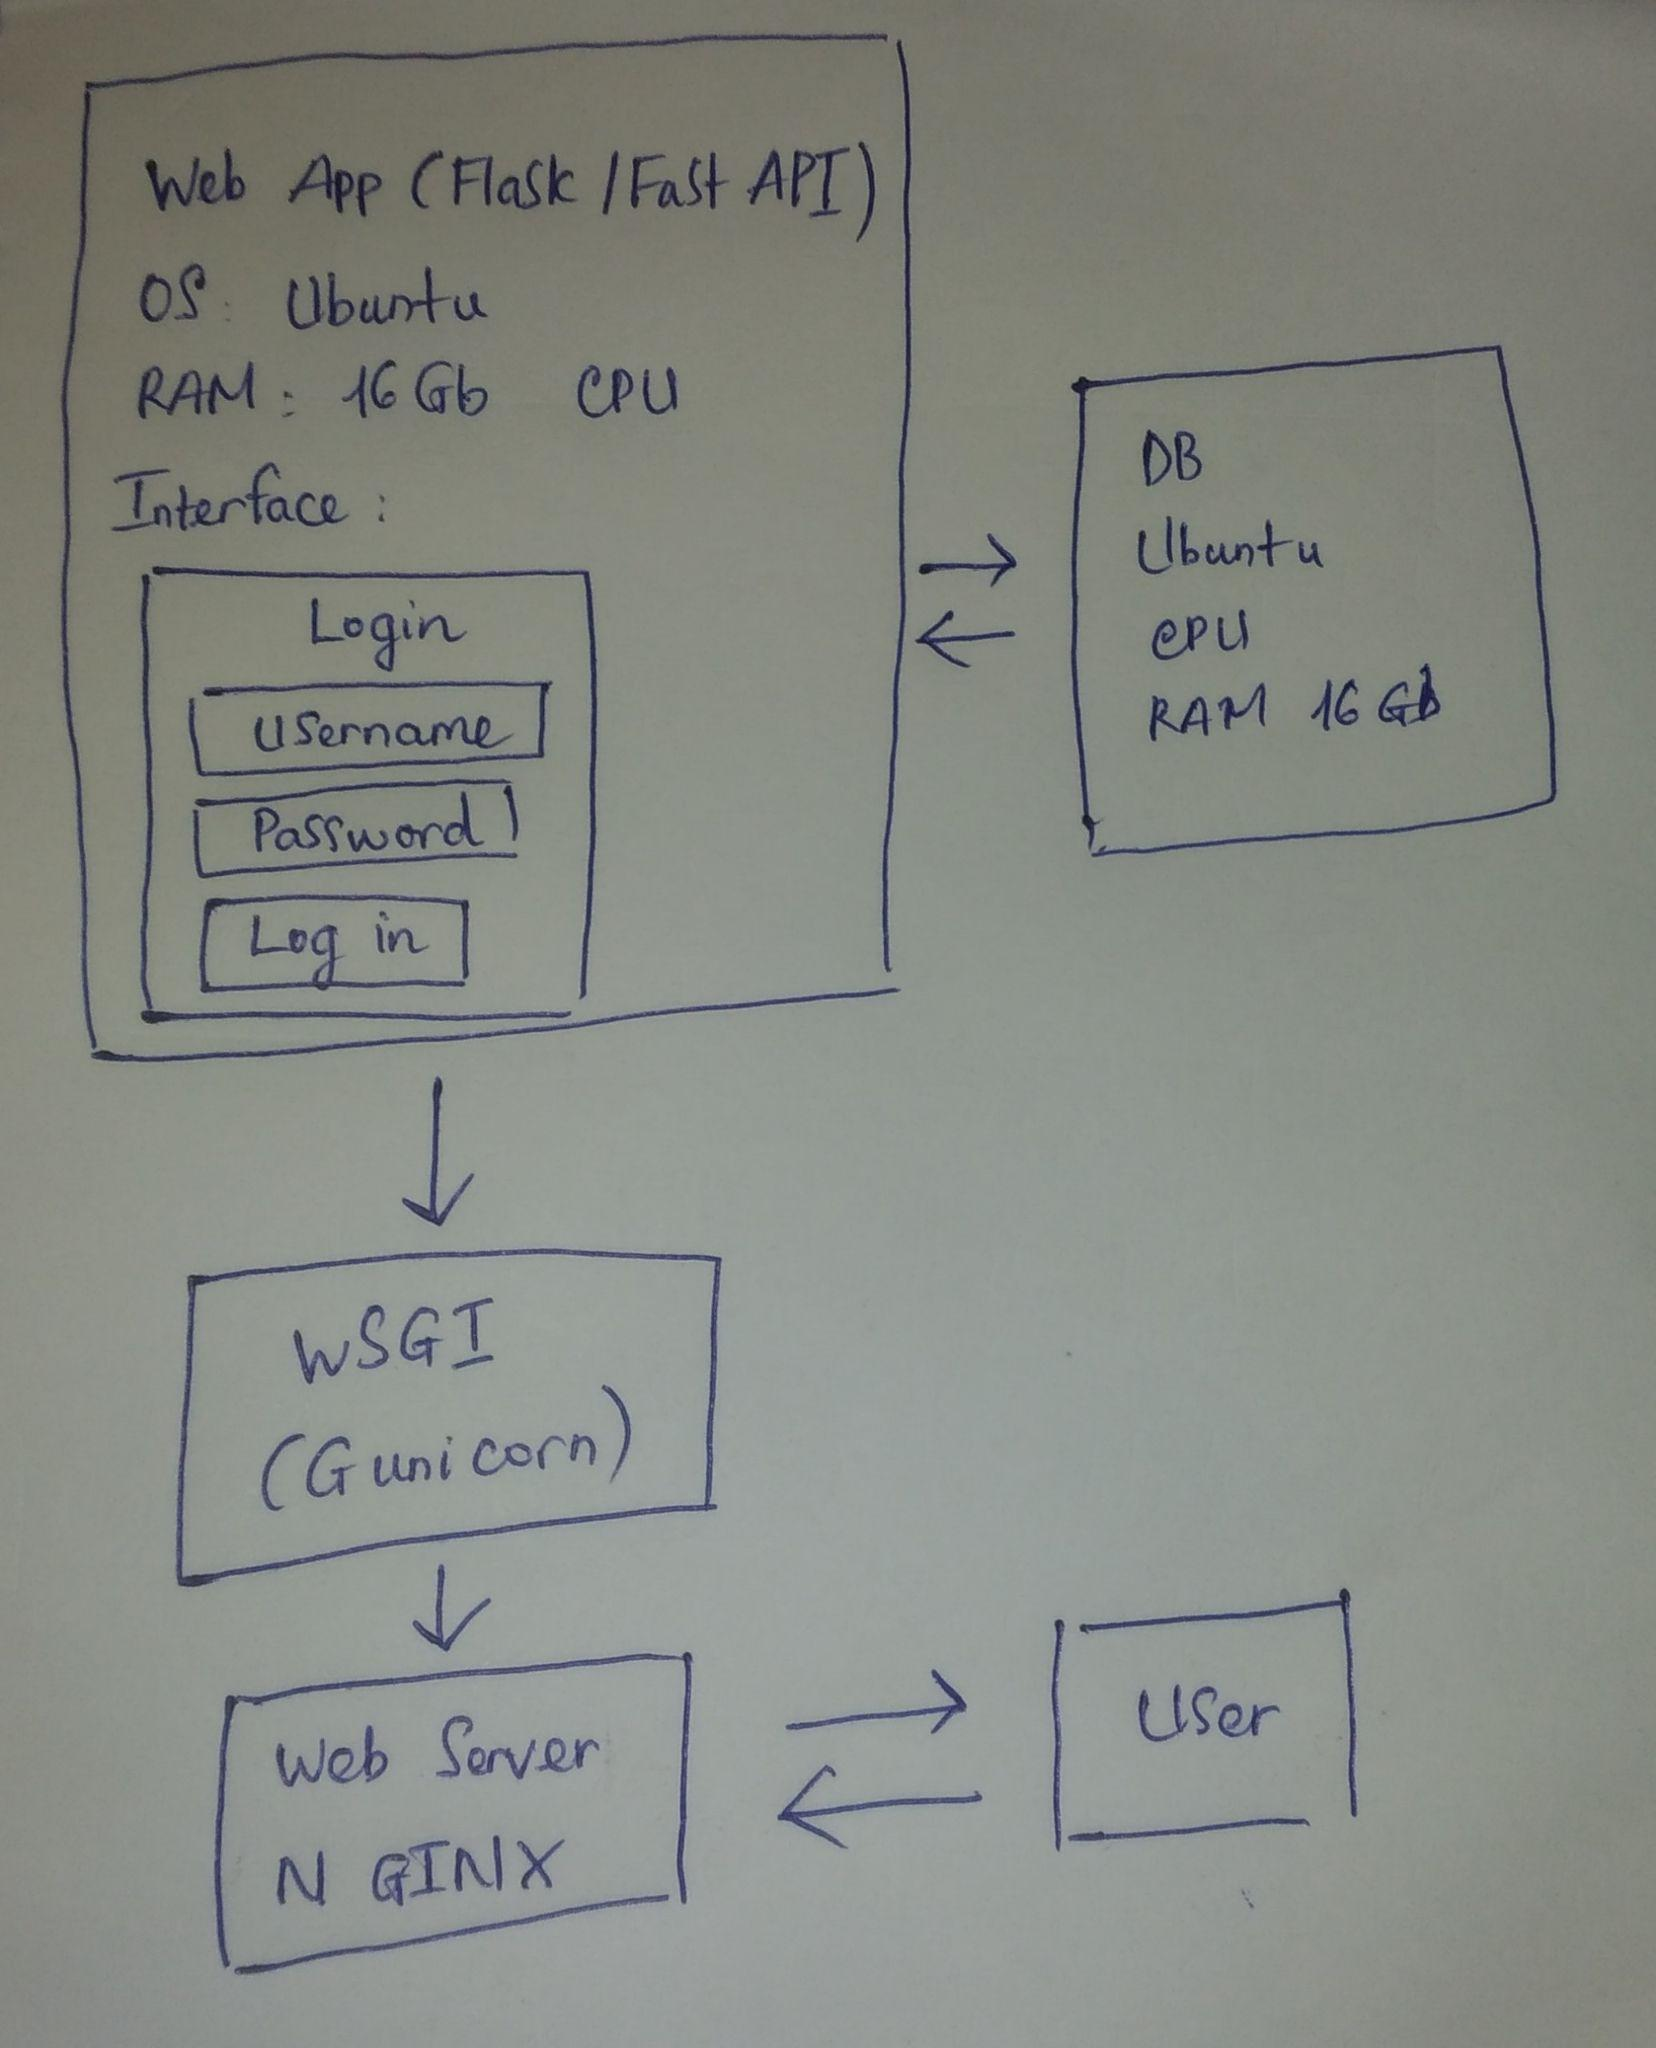 Web App (Flask / Fast API)
OS: Ubuntu
RAM: 16 Gb CPU
Interface:
Login
Username
Password
Log in
DB
Ubuntu
CPU
RAM 16 Gb
WSGI
(Gunicorn)
Web Server
N GINX
User